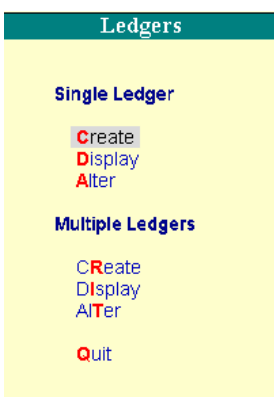 Ledgers
Single Ledger
Create
Display
Alter
Multiple Ledgers
CReate
DIsplay
AlTer
Quit